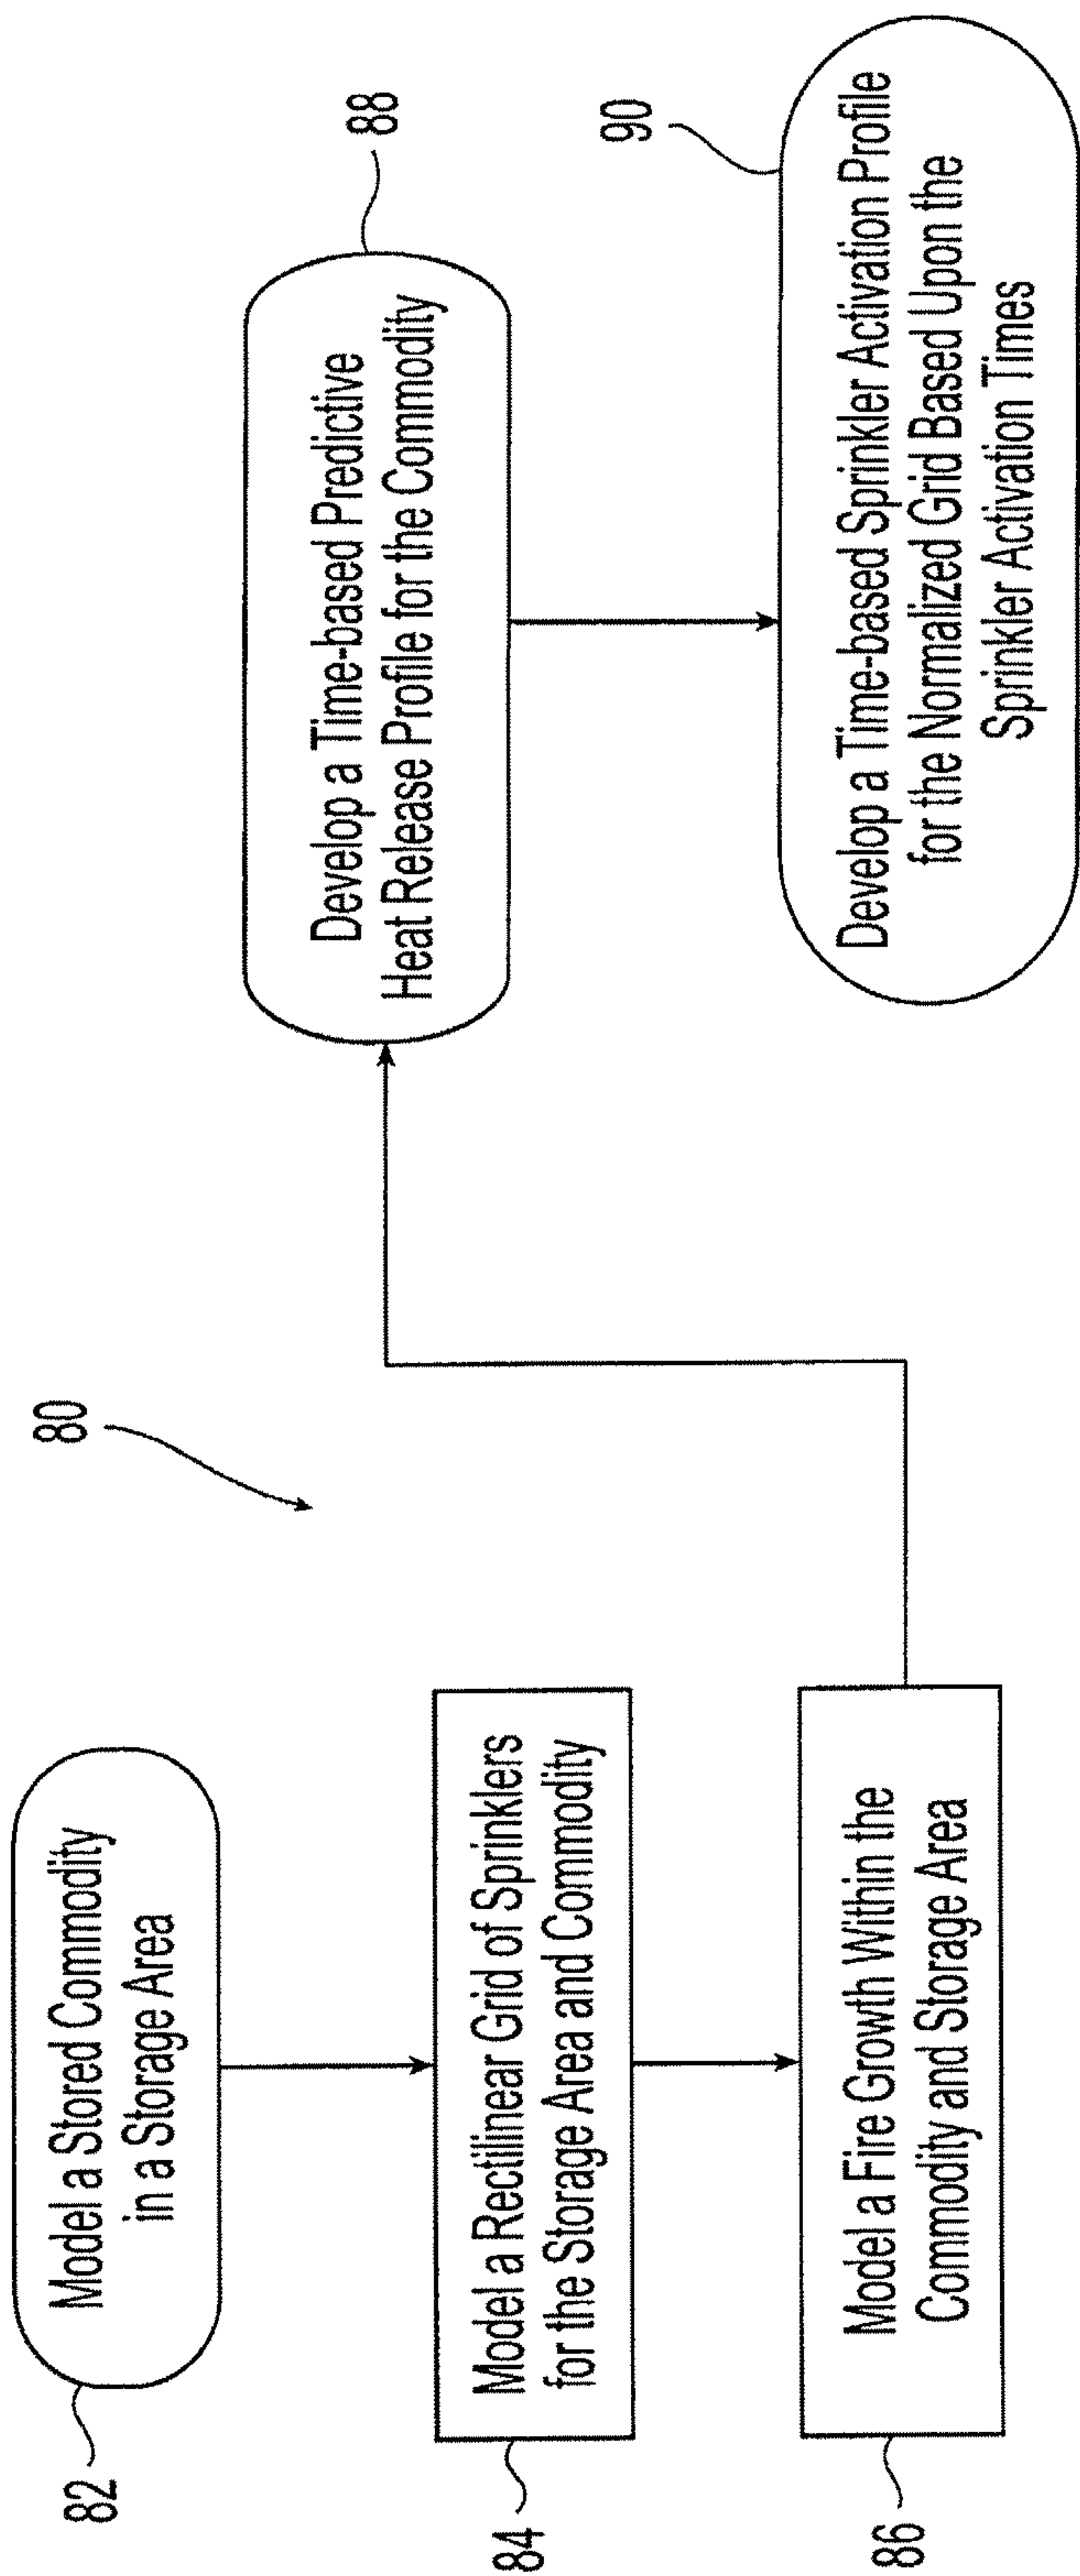 80
82
Model a Stored Commodity
in a Storage Area
84
Model a Rectilinear Grid of Sprinklers
for the Storage Area and Commodity
86
Model a Fire Growth Within the
Commodity and Storage Area
88
Develop a Time-based Predictive
Heat Release Profile for the Commodity
90
Develop a Time-based Sprinkler Activation Profile
for the Normalized Grid Based Upon the
Sprinkler Activation Times